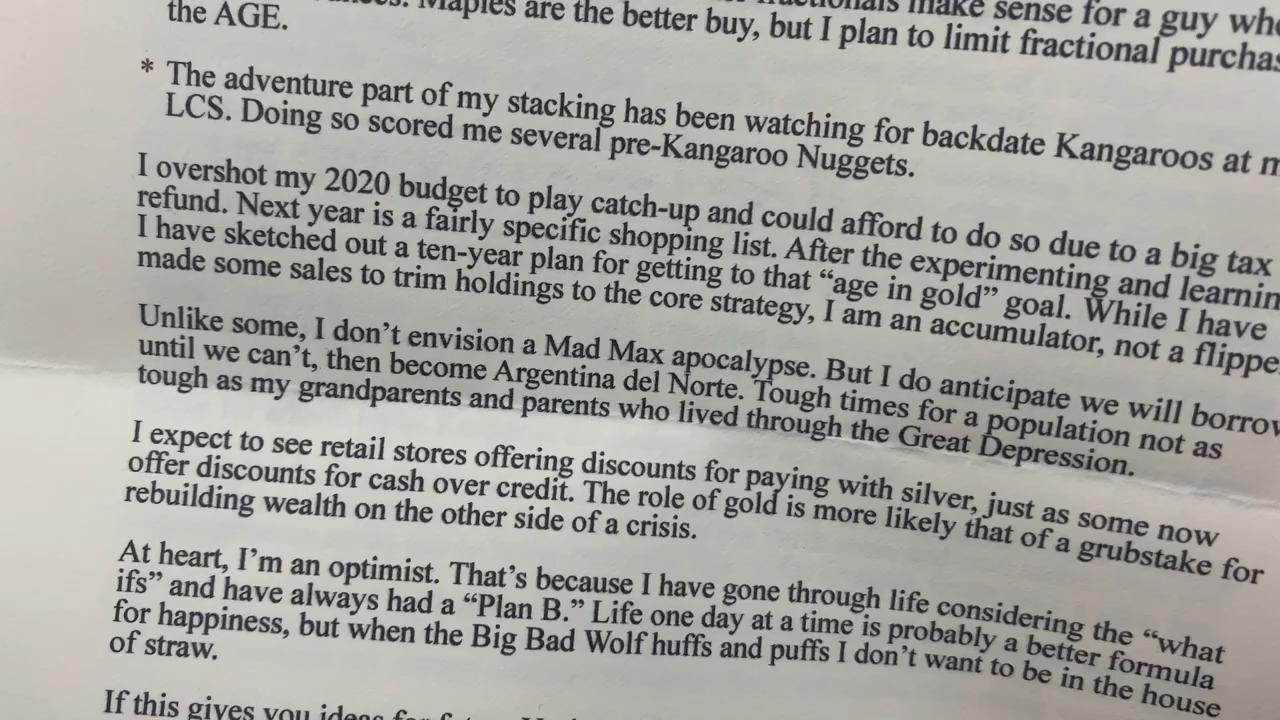 make sense for a guy
Maples are the better buy, but I plan to limit fractional
the AGE.
* The adventure part of my stacking has been watching for backdate Kangaroos at
LCS. Doing so scored me several pre-Kangaroo Nuggets.
I overshot my 2020 budget to play catch-up and could afford to do so due to a big tax
refund. Next year is a fairly specific shopping list. After the experimenting and
I have sketched out a ten-year plan for getting to that “age in gold” goal. While I have
made some sales to trim holdings to the core strategy, I am an accumulator, not a
Unlike some, I don’t envision a Mad Max apocalypse. But I do anticipate we will
until we can’t, then become Argentina del Norte. Tough times for a population not as
tough as my grandparents and parents who lived through the Great Depression.
I expect to see retail stores offering discounts for paying with silver, just as some now
offer discounts for cash over credit. The role of gold is more likely that of a grubstake for
rebuilding wealth on the other side of a crisis.
At heart, I’m an optimist. That’s because I have gone through life considering the “what
ifs” and have always had a “Plan B.” Life one day at a time is probably a better formula
for happiness, but when the Big Bad Wolf huffs and puffs I don’t want to be in the house
of straw.
If this gives you ideas